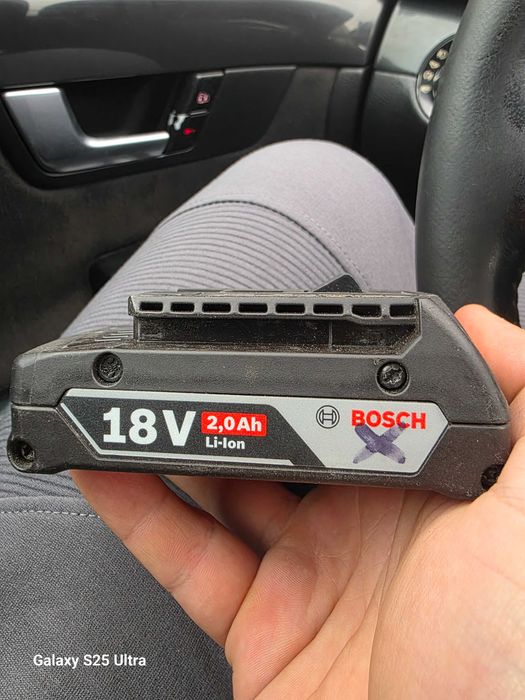 18V 2,0Ah BOSCH
Li-Ion
Galaxy S25 Ultra